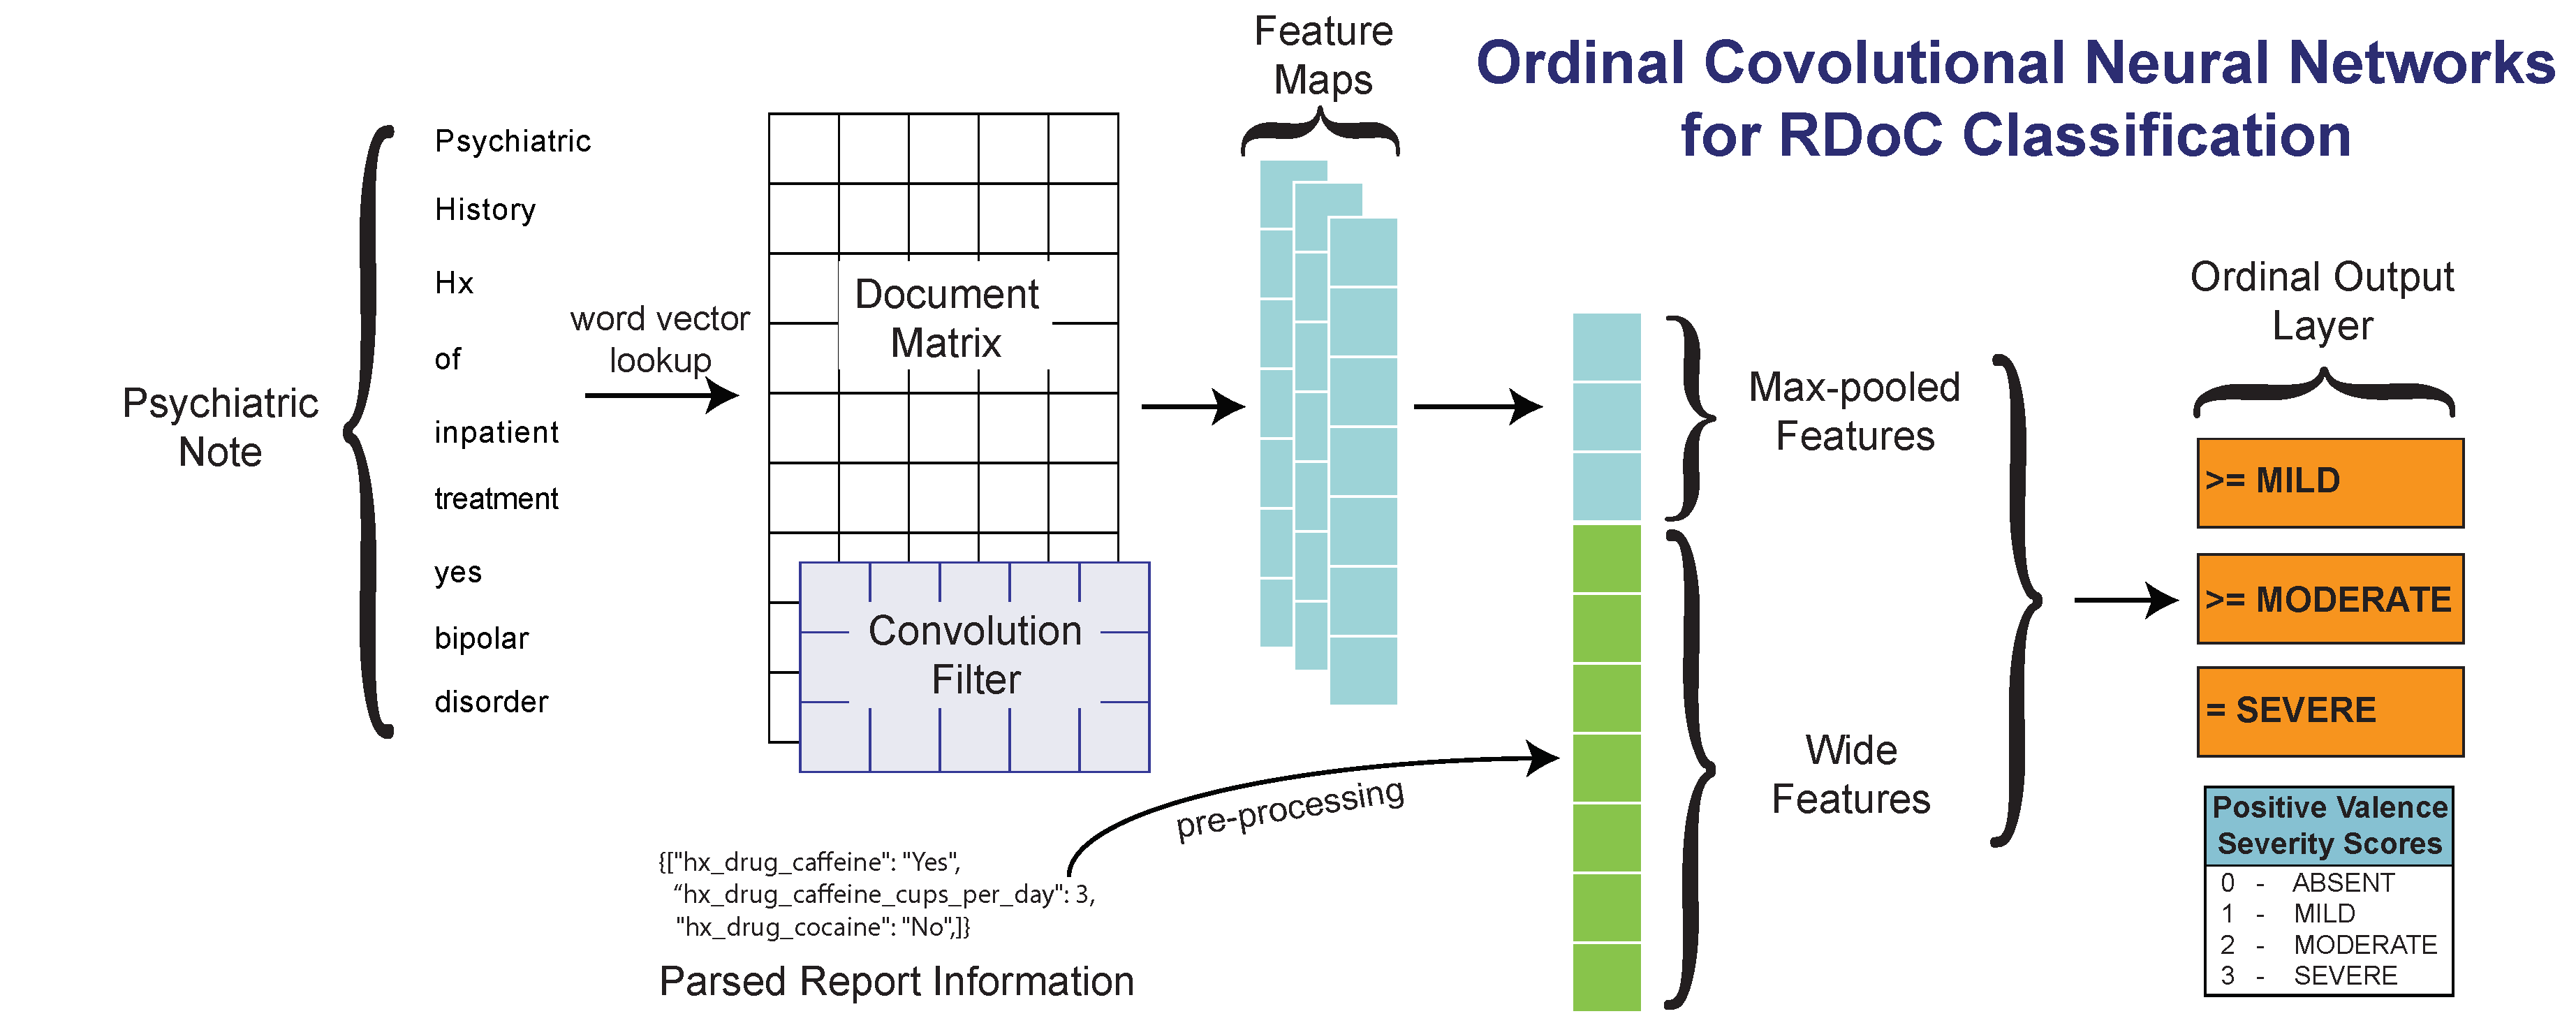 Ordinal Covolutional Neural Networks
for RDoC Classification
Psychiatric
Note
Psychiatric
History
Hx
of
inpatient
treatment
yes
bipolar
disorder
word vector
lookup
Document
Matrix
Convolution
Filter
Feature
Maps
{["hx_drug_caffeine": "Yes",
“hx_drug_caffeine_cups_per_day": 3,
"hx_drug_cocaine": "No",]}
Parsed Report Information
pre-processing
Max-pooled
Features
Wide
Features
Ordinal Output
Layer
>= MILD
>= MODERATE
= SEVERE
Positive Valence
Severity Scores
0 - ABSENT
1 - MILD
2 - MODERATE
3 - SEVERE